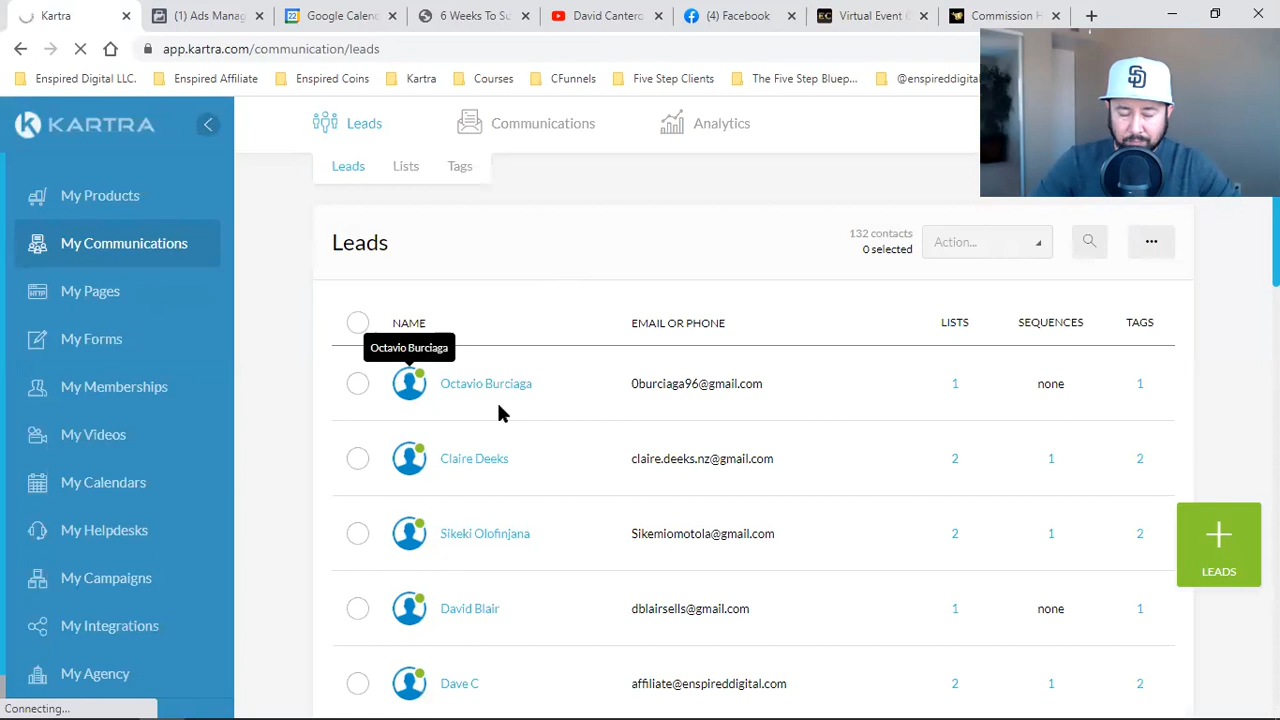 Kartra
(1) Ads Manag
22
Google Calen
6 Weeks To Su
David Cantero
(4) Facebook
EC
Virtual Event G
Commission H
app.kartra.com/communication/leads
Enspired Digital LLC.
Enspired Affiliate
Enspired Coins
Kartra
Courses
CFunnels
Five Step Clients
The Five Step Bluep...
@enspireddigital
SD
KARTRA
My Products
My Communications
My Pages
My Forms
My Memberships
My Videos
My Calendars
My Helpdesks
My Campaigns
My Integrations
My Agency
Connecting...
Leads
Communications
Analytics
Leads
Lists
Tags
Leads
132 contacts
0 selected
Action...
NAME
EMAIL OR PHONE
LISTS
SEQUENCES
TAGS
Octavio Burciaga
Octavio Burciaga
0burciaga96@gmail.com
1
none
1
Claire Deeks
claire.deeks.nz@gmail.com
2
1
2
Sikeki Olofinjana
Sikemiomotola@gmail.com
2
1
2
David Blair
dblairsells@gmail.com
1
none
1
Dave C
affiliate@enspireddigital.com
2
1
2
LEADS
HTTP